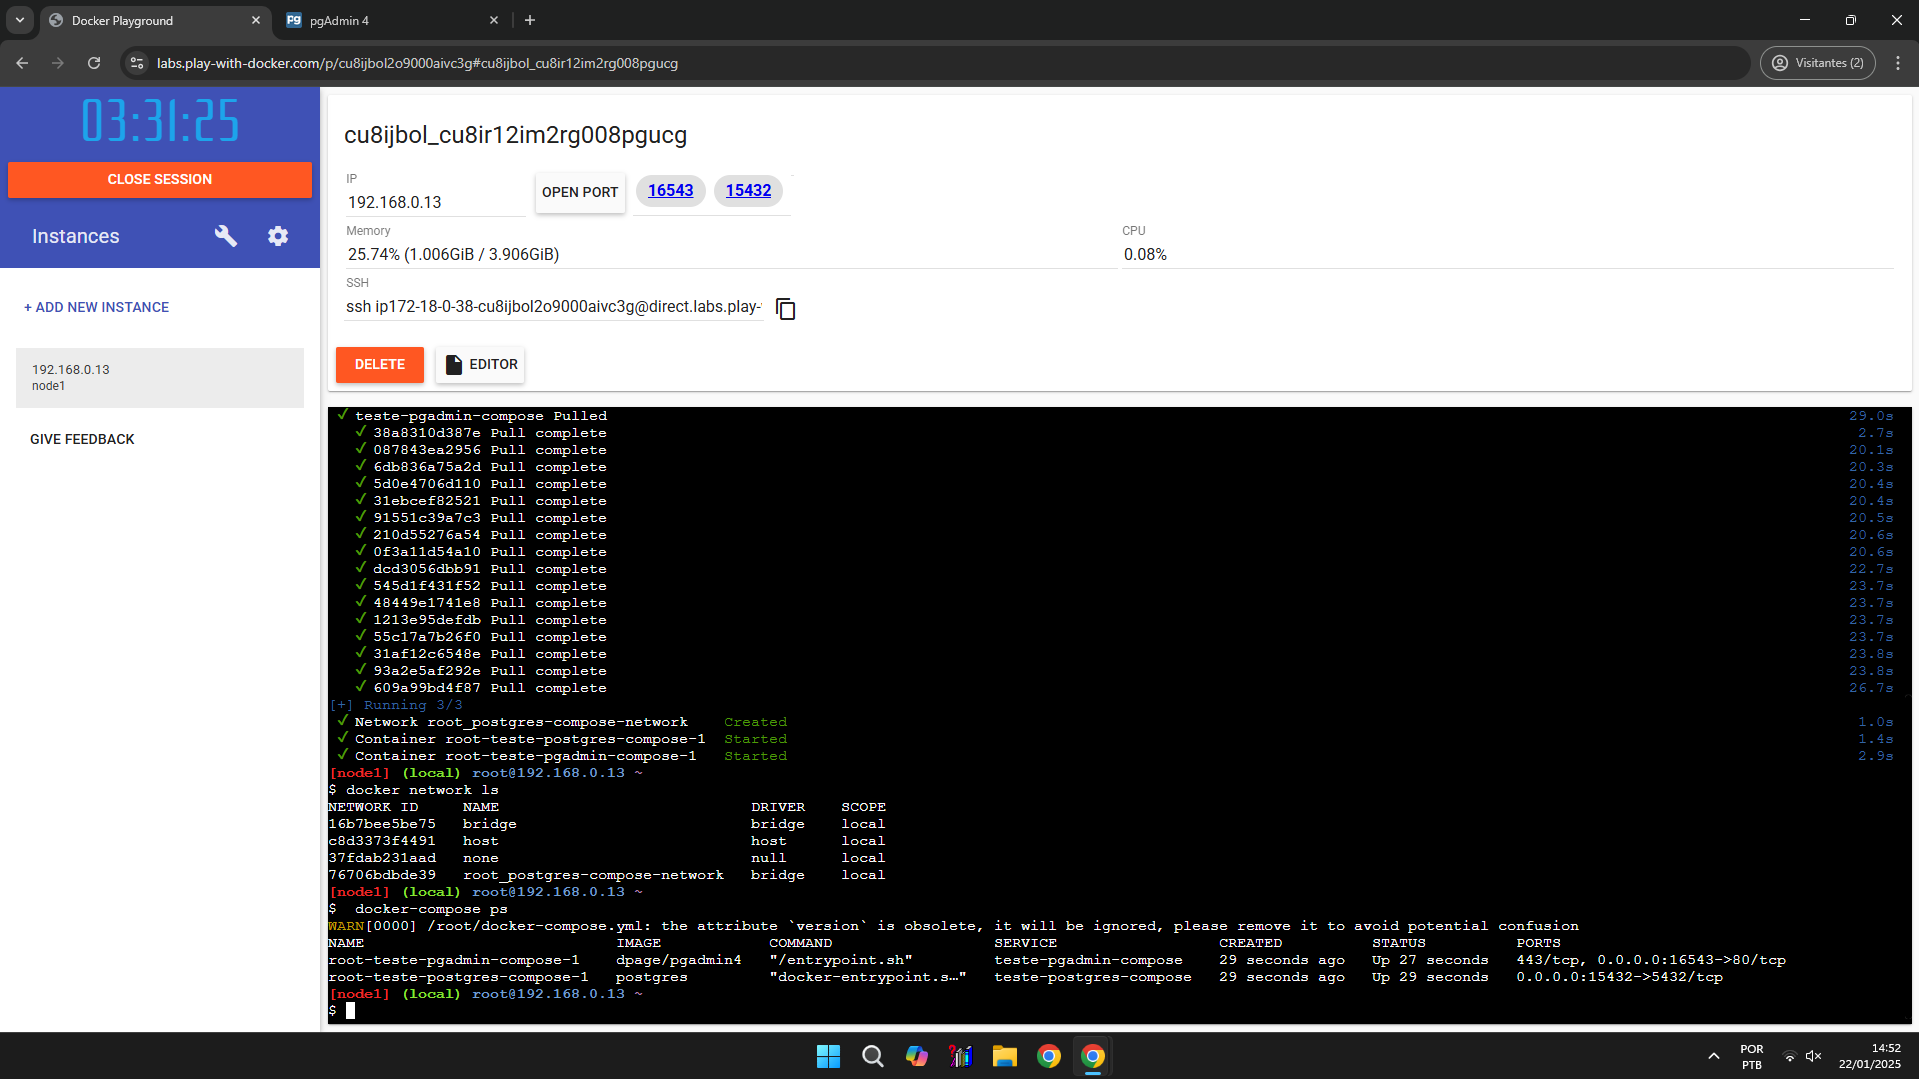 Docker Playground
pgAdmin 4
labs.play-with-docker.com/p/cu8ijbol2o9000aivc3g#cu8ijbol_cu8ir12im2rg008pgucg
Visitantes (2)
03:31:25
CLOSE SESSION
Instances
+ ADD NEW INSTANCE
192.168.0.13
node1
GIVE FEEDBACK
cu8ijbol_cu8ir12im2rg008pgucg
IP
192.168.0.13
OPEN PORT
16543
15432
Memory
25.74% (1.006GiB / 3.906GiB)
CPU
0.08%
SSH
ssh ip172-18-0-38-cu8ijbol2o9000aivc3g@direct.labs.play-
DELETE
EDITOR
✓ teste-pgadmin-compose Pulled 29.0s
✓ 38a8310d387e Pull complete 2.7s
✓ 087843ea2956 Pull complete 20.1s
✓ 6db836a75a2d Pull complete 20.3s
✓ 5d0e4706d110 Pull complete 20.4s
✓ 31ebcef82521 Pull complete 20.4s
✓ 91551c39a7c3 Pull complete 20.5s
✓ 210d55276a54 Pull complete 20.6s
✓ 0f3a11d54a10 Pull complete 20.6s
✓ dcd3056dbb91 Pull complete 22.7s
✓ 545d1f431f52 Pull complete 23.7s
✓ 48449e1741e8 Pull complete 23.7s
✓ 1213e95defdb Pull complete 23.7s
✓ 55c17a7b26f0 Pull complete 23.7s
✓ 31af12c6548e Pull complete 23.8s
✓ 93a2e5af292e Pull complete 23.8s
✓ 609a99bd4f87 Pull complete 26.7s
[+] Running 3/3
✓ Network root_postgres-compose-network Created 1.0s
✓ Container root-teste-postgres-compose-1 Started 1.4s
✓ Container root-teste-pgadmin-compose-1 Started 2.9s
[node1] (local) root@192.168.0.13 ~
$ docker network ls
NETWORK ID NAME DRIVER SCOPE
16b7bee5be75 bridge bridge local
c8d3373f4491 host host local
37fdab231aad none null local
76706bdbde39 root_postgres-compose-network bridge local
[node1] (local) root@192.168.0.13 ~
$ docker-compose ps
WARN[0000] /root/docker-compose.yml: the attribute `version` is obsolete, it will be ignored, please remove it to avoid potential confusion
NAME IMAGE COMMAND SERVICE CREATED STATUS PORTS
root-teste-pgadmin-compose-1 dpage/pgadmin4 "/entrypoint.sh" teste-pgadmin-compose 29 seconds ago Up 27 seconds 443/tcp, 0.0.0.0:16543->80/tcp
root-teste-postgres-compose-1 postgres "docker-entrypoint.s…" teste-postgres-compose 29 seconds ago Up 29 seconds 0.0.0.0:15432->5432/tcp
[node1] (local) root@192.168.0.13 ~
$
POR
PTB
14:52
22/01/2025